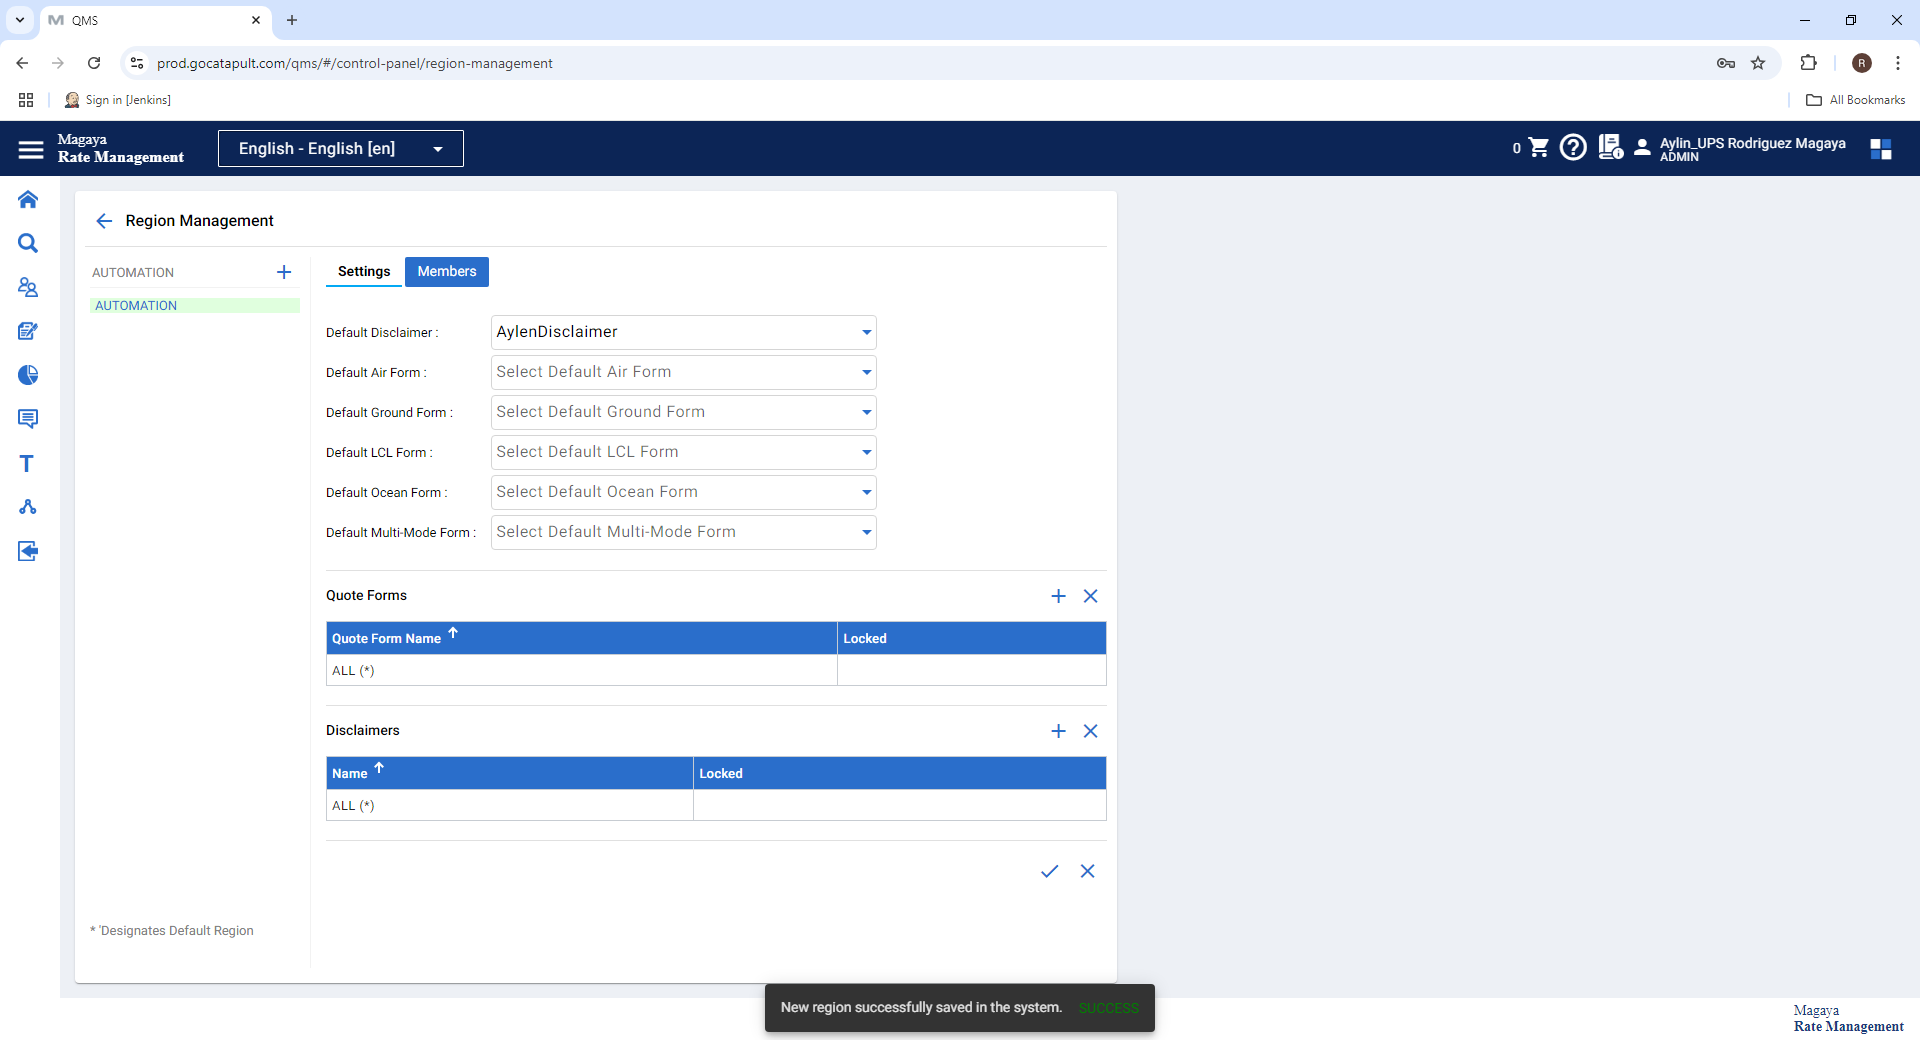 QMS
prod.gocatapult.com/qms/#/control-panel/region-management
R
Sign in [Jenkins]
All Bookmarks
Magaya
Rate Management
English - English [en]
0
Aylin_UPS Rodriguez Magaya
ADMIN
Region Management
AUTOMATION
Settings
Members
AUTOMATION
Default Disclaimer :
AylenDisclaimer
Default Air Form :
Select Default Air Form
Default Ground Form :
Select Default Ground Form
Default LCL Form :
Select Default LCL Form
Default Ocean Form :
Select Default Ocean Form
Default Multi-Mode Form :
Select Default Multi-Mode Form
Quote Forms
Quote Form Name
Locked
ALL (*)
Disclaimers
Name
Locked
ALL (*)
* 'Designates Default Region
New region successfully saved in the system.
SUCCESS
Magaya
Rate Management